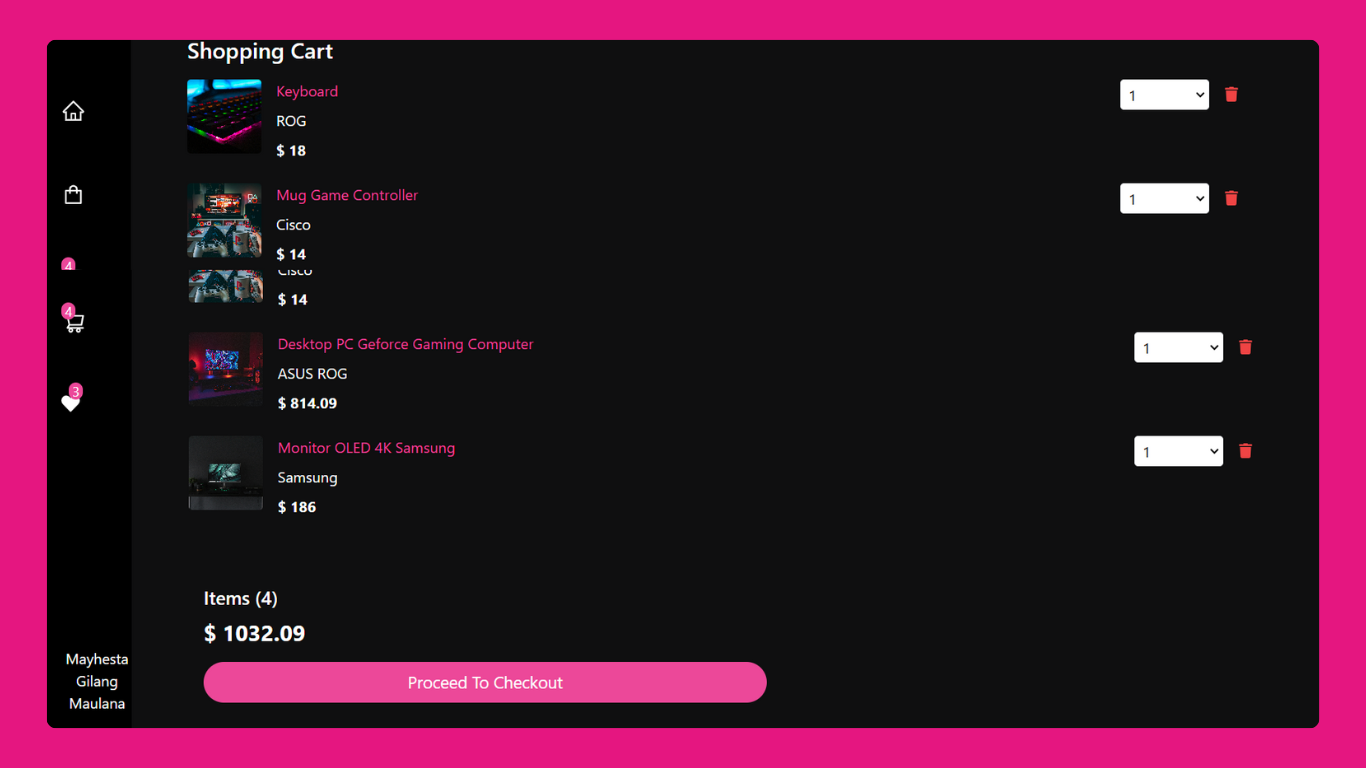 Shopping Cart
Keyboard
1
ROG
$ 18
Mug Game Controller
1
Cisco
$ 14
4
Cisco
$ 14
4
Desktop PC Geforce Gaming Computer
1
ASUS ROG
3
$ 814.09
Monitor OLED 4K Samsung
1
Samsung
$ 186
Items (4)
$ 1032.09
Proceed To Checkout
Mayhesta
Gilang
Maulana